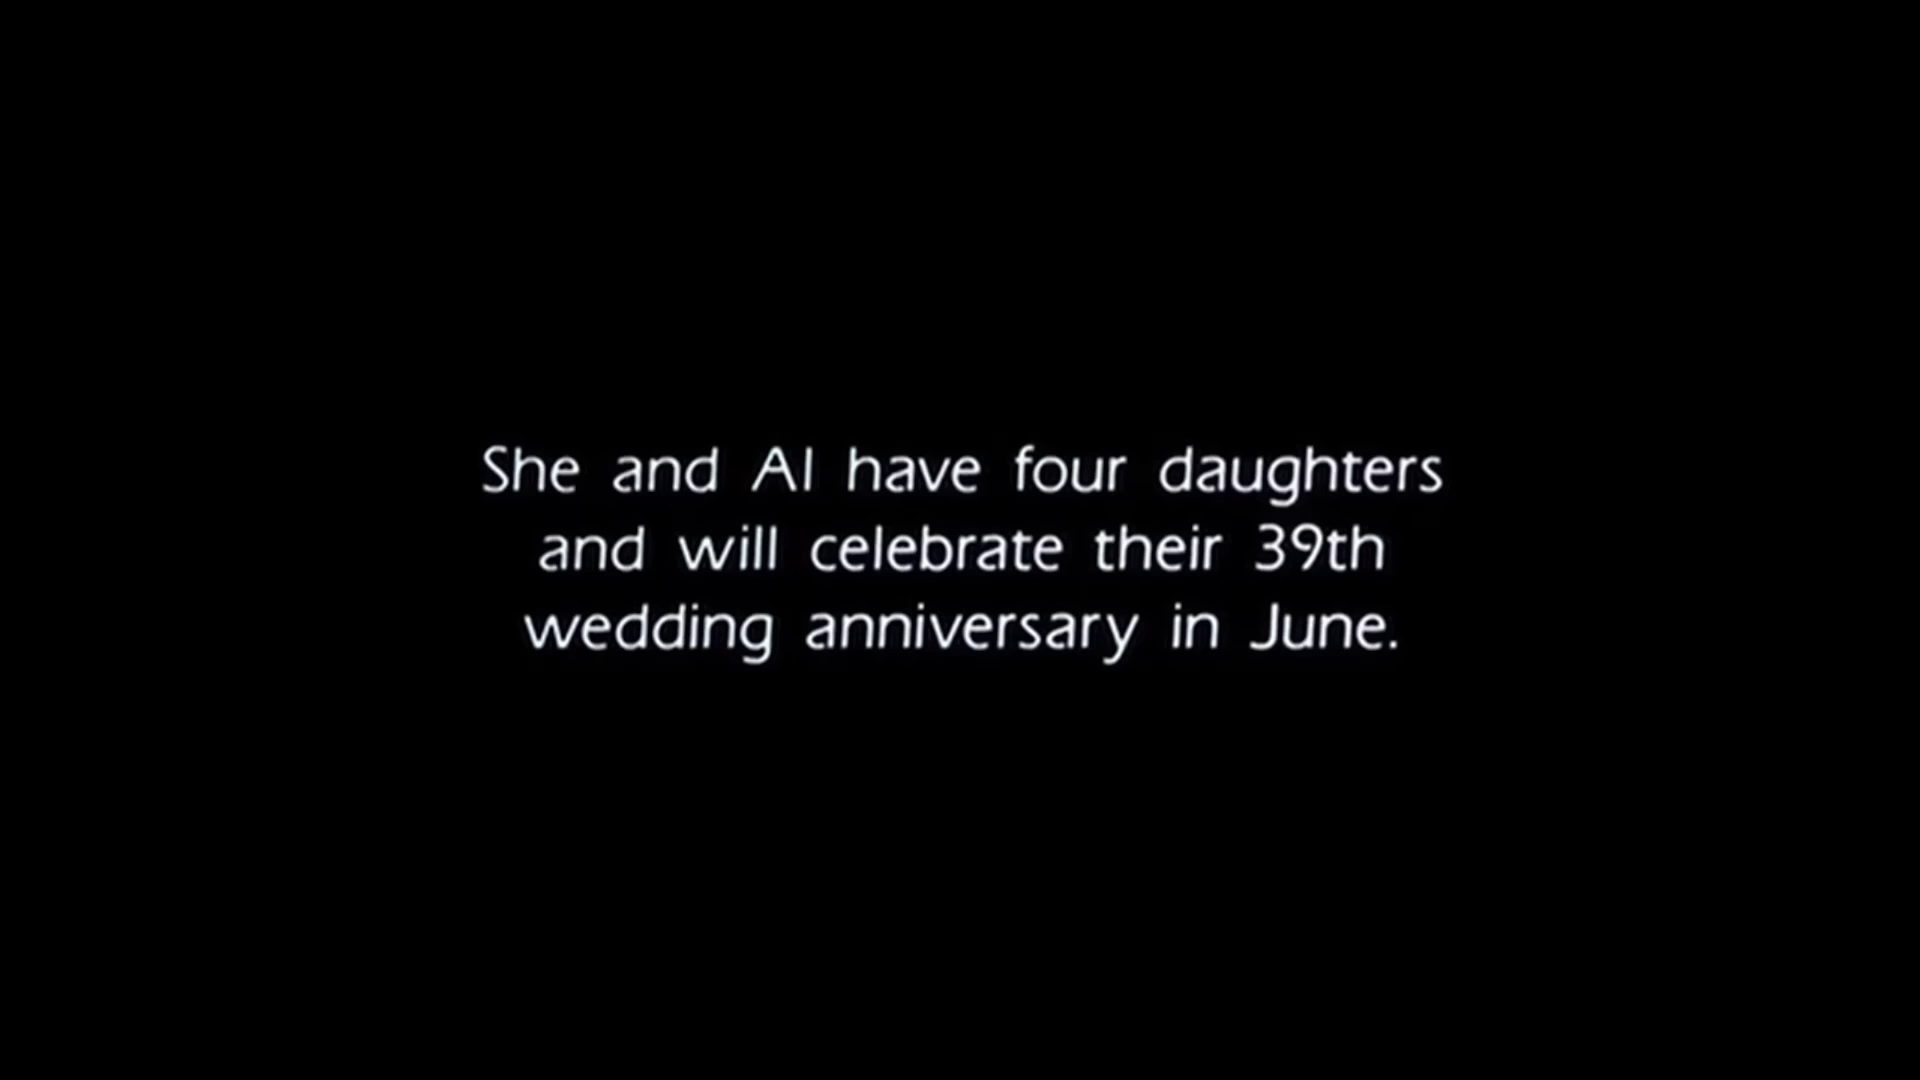 She and Al have four daughters
and will celebrate their 39th
wedding anniversary in June.